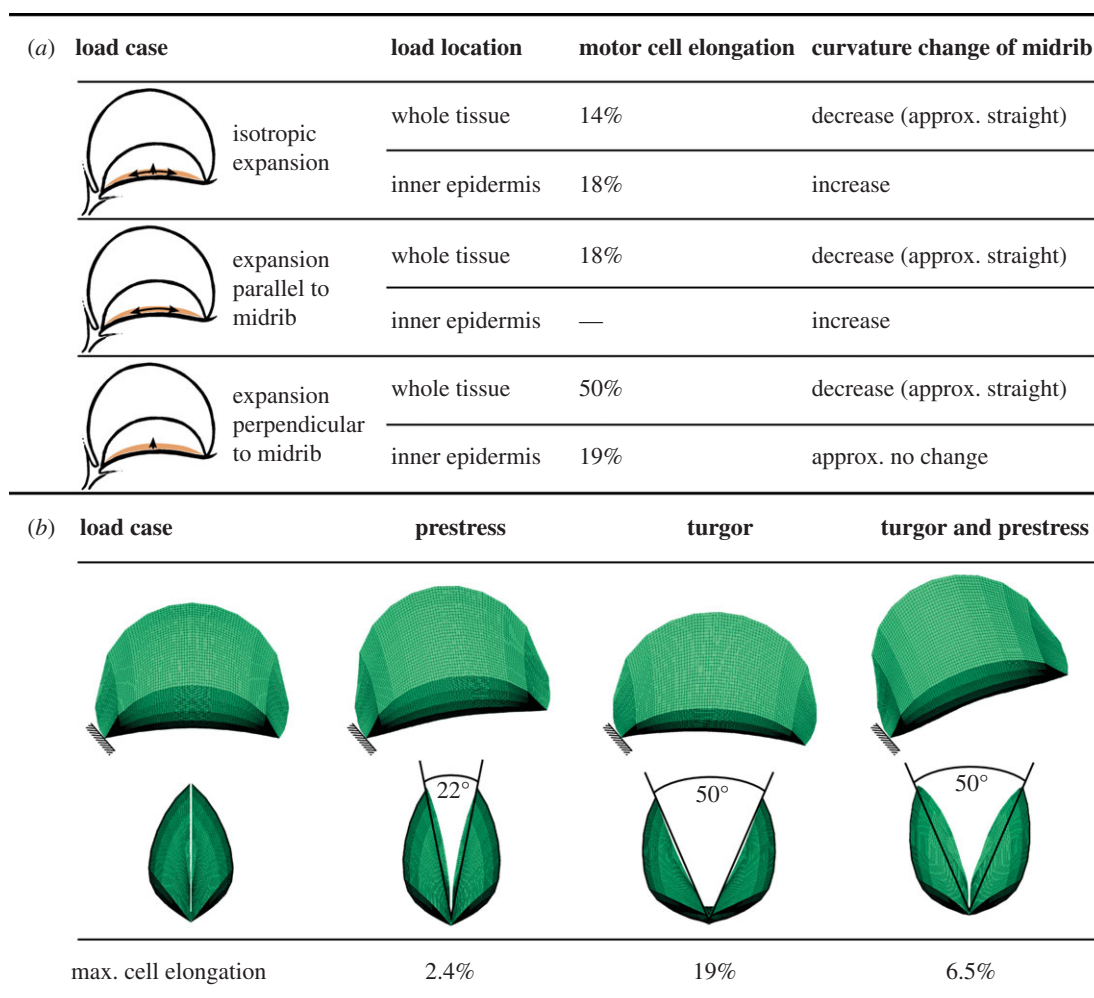 (a) load case load location motor cell elongation curvature change of midrib
isotropic
expansion
whole tissue 14% decrease (approx. straight)
inner epidermis 18% increase
expansion
parallel to
midrib
whole tissue 18% decrease (approx. straight)
inner epidermis — increase
expansion
perpendicular
to midrib
whole tissue 50% decrease (approx. straight)
inner epidermis 19% approx. no change
(b) load case prestress turgor turgor and prestress
22° 50° 50°
max. cell elongation 2.4% 19% 6.5%